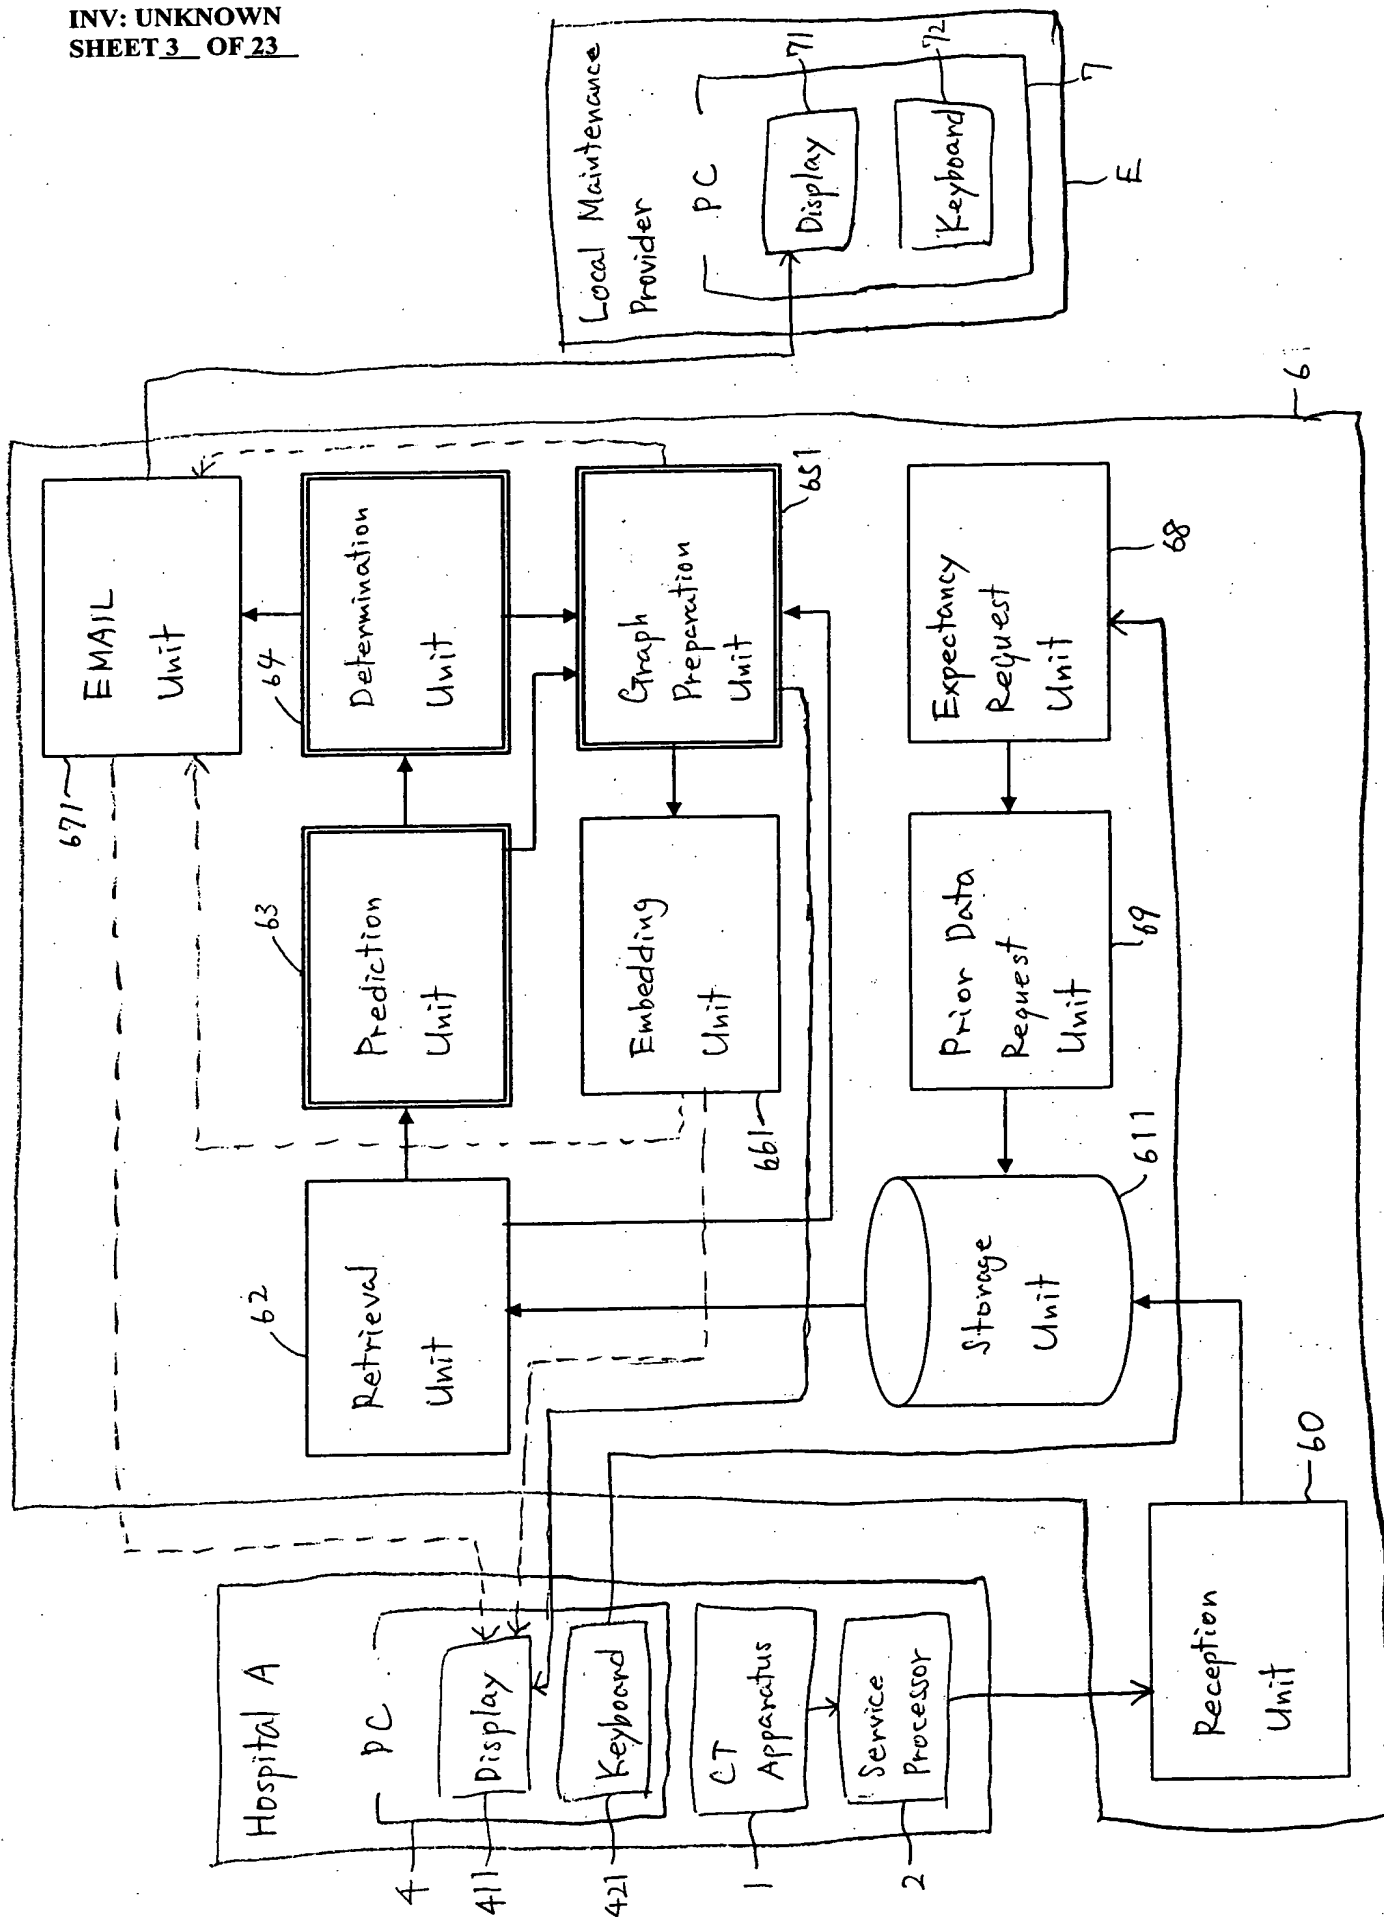 INV: UNKNOWN
SHEET 3 OF 23
Hospital A
PC
Display
Keyboard
CT
Apparatus
Service
Processor
4
411
421
1
2
Reception
Unit
60
Retrieval
Unit
62
Storage
Unit
611
Prediction
Unit
63
Embedding
Unit
661
Prior Data
Request
Unit
69
EMAIL
Unit
671
Determination
Unit
64
Graph
Preparation
Unit
651
Expectancy
Request
Unit
68
61
Local Maintenance
Provider
PC
Display
71
Keyboard
72
7
E